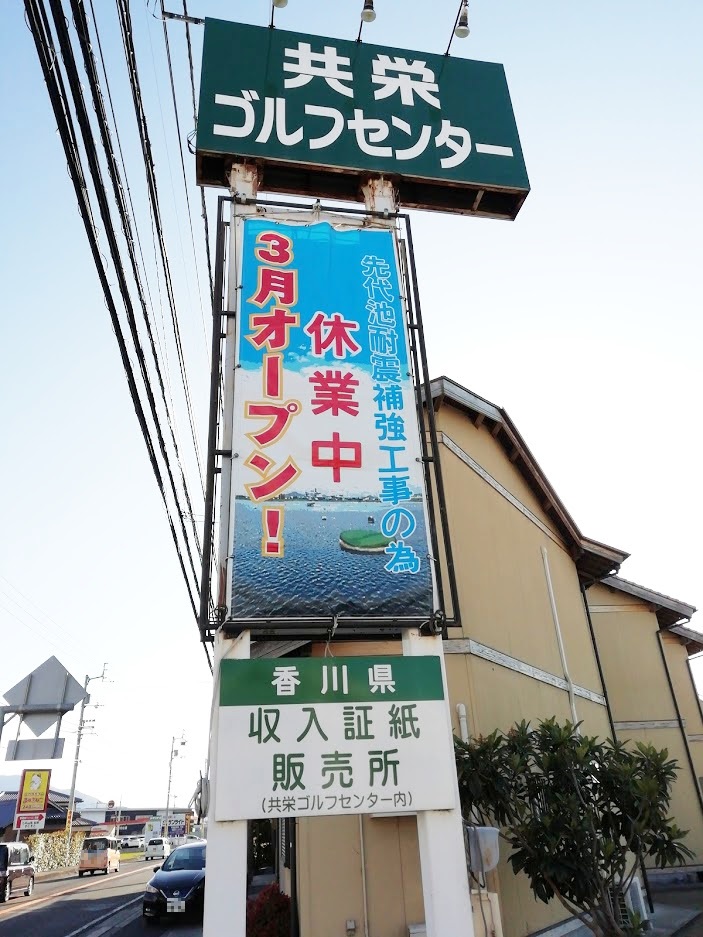 共栄
ゴルフセンター
先代池耐震補強工事の為
休業中
3月オープン！
香川県
収入証紙
販売所
(共栄ゴルフセンター内)